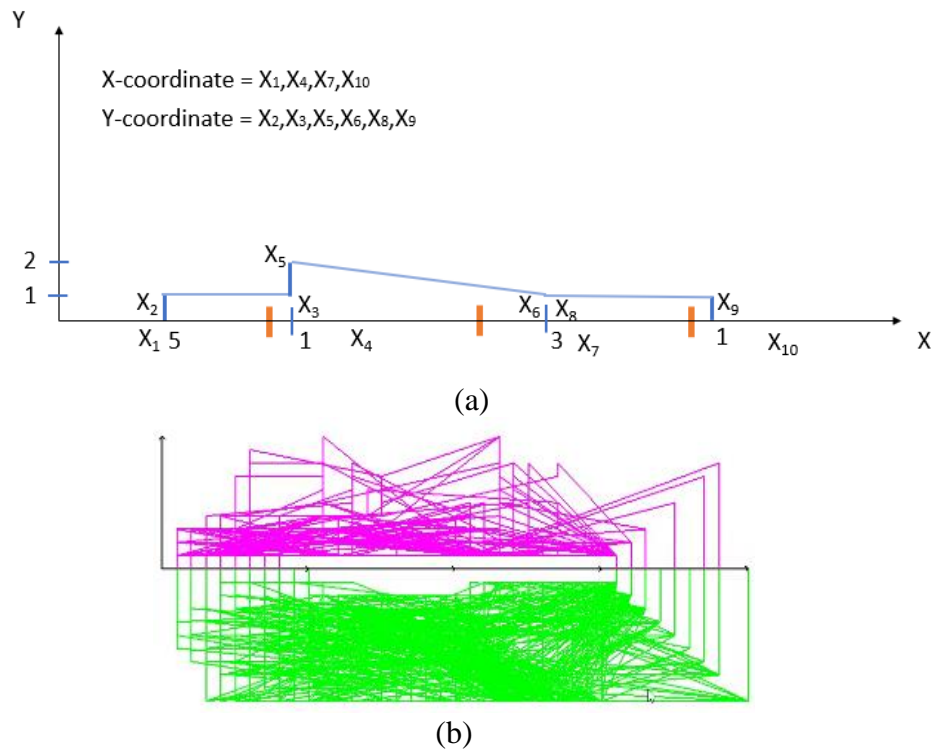 Y
X-coordinate = X₁,X₄,X₇,X₁₀
Y-coordinate = X₂,X₃,X₅,X₆,X₈,X₉
2 X₅
1 X₂ X₃ X₆ X₈ X₉
X₁ 5 1 X₄ 3 X₇ 1 X₁₀ X
(a)
(b)